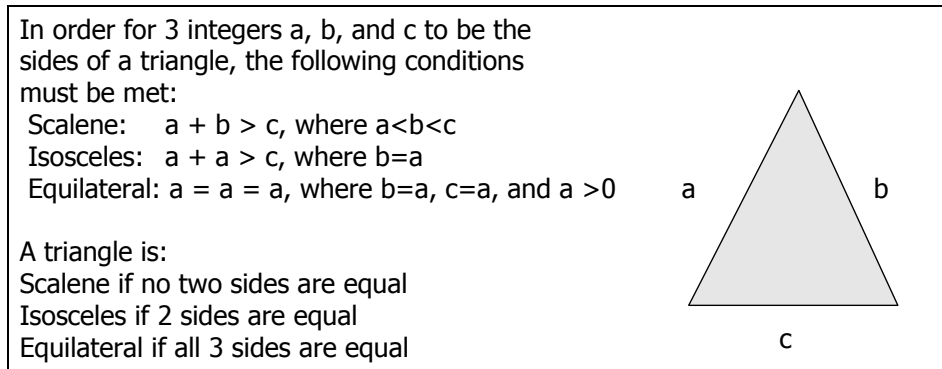 In order for 3 integers a, b, and c to be the
sides of a triangle, the following conditions
must be met:
Scalene: a + b > c, where a<b<c
Isosceles: a + a > c, where b=a
Equilateral: a = a = a, where b=a, c=a, and a >0
A triangle is:
Scalene if no two sides are equal
Isosceles if 2 sides are equal
Equilateral if all 3 sides are equal
a
b
c